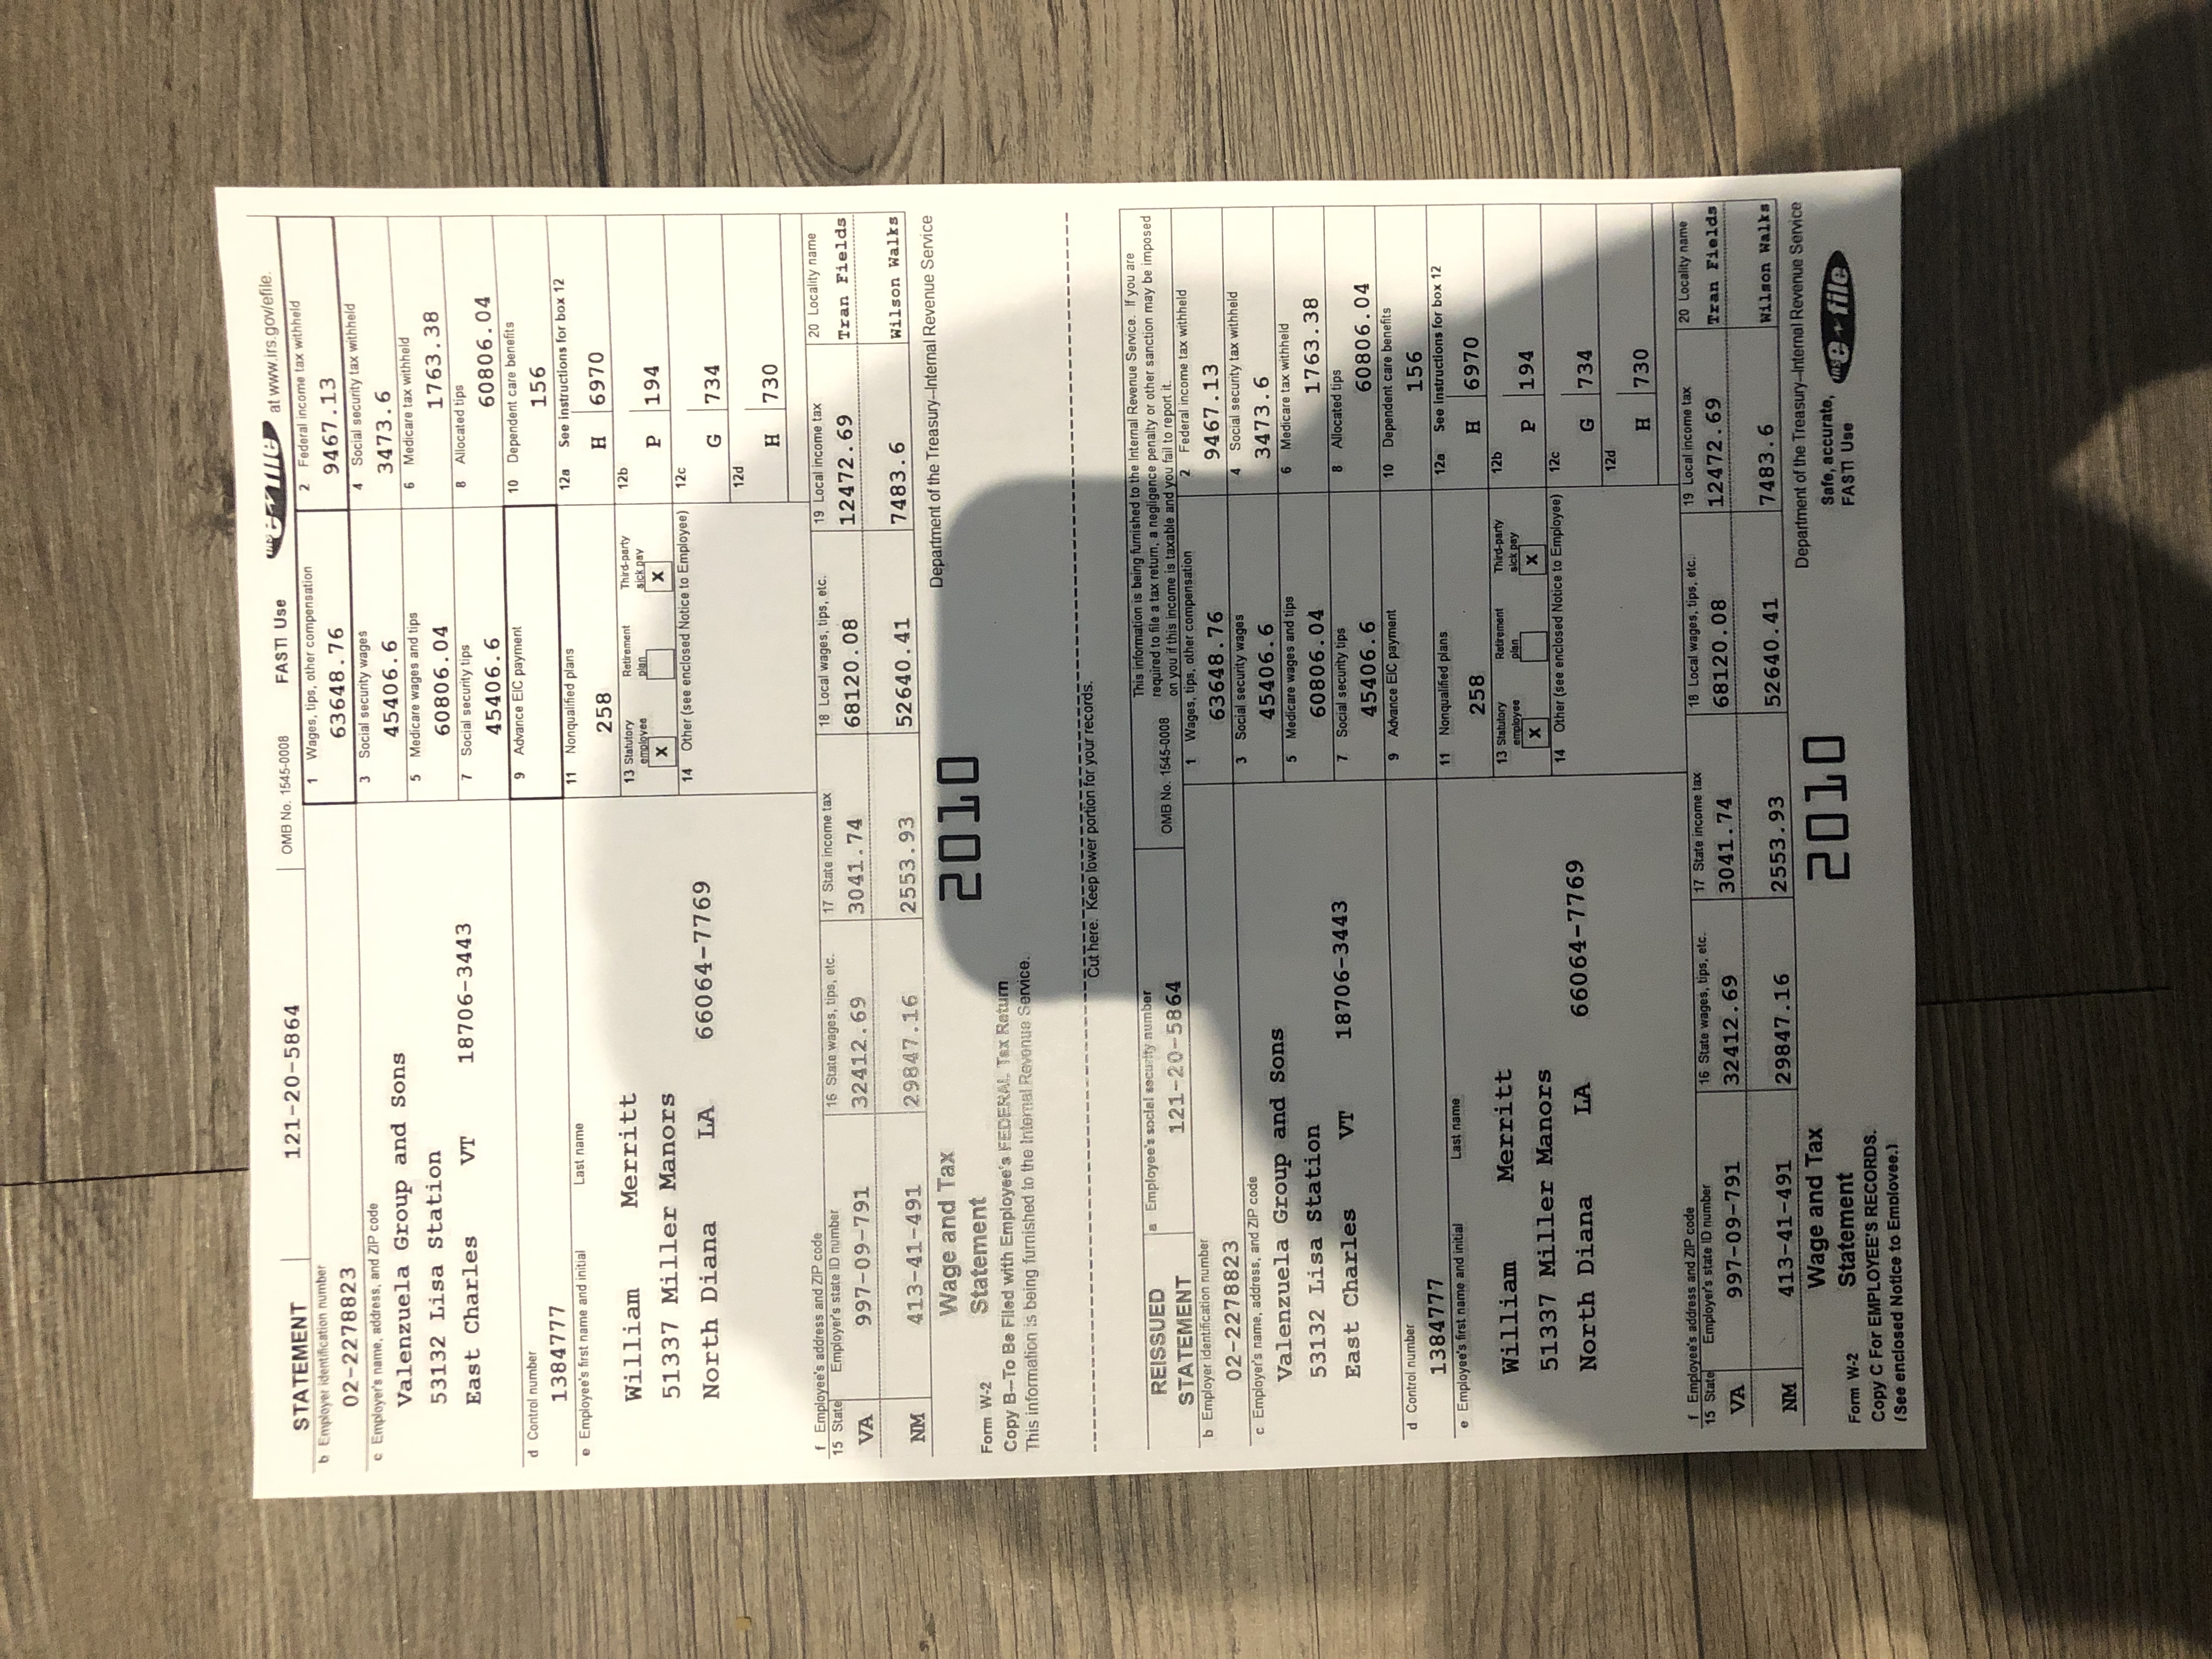 STATEMENT 121-20-5864 OMB No. 1545-0008 FAST! Use e file at www.irs.gov/efile.
b Employer identification number 1 Wages, tips, other compensation 2 Federal income tax withheld
02-2278823 63648.76 9467.13
c Employer's name, address, and ZIP code 3 Social security wages 4 Social security tax withheld
Valenzuela Group and Sons 45406.6 3473.6
53132 Lisa Station 5 Medicare wages and tips 6 Medicare tax withheld
60806.04 1763.38
East Charles VT 18706-3443 7 Social security tips 8 Allocated tips
45406.6 60806.04
d Control number 9 Advance EIC payment 10 Dependent care benefits
1384777 156
e Employee's first name and initial Last name 11 Nonqualified plans 12a See instructions for box 12
258 H 6970
William Merritt 13 Statutory employee Retirement plan Third-party sick pay 12b
51337 Miller Manors X X P 194
North Diana LA 66064-7769 14 Other (see enclosed Notice to Employee) 12c
G 734
12d
H 730
f Employee's address and ZIP code
15 State Employer's state ID number 16 State wages, tips, etc. 17 State income tax 18 Local wages, tips, etc. 19 Local income tax 20 Locality name
VA 997-09-791 32412.69 3041.74 68120.08 12472.69 Tran Fields
NM 413-41-491 29847.16 2553.93 52640.41 7483.6 Wilson Walks
Wage and Tax 2010 Department of the Treasury--Internal Revenue Service
Form W-2 Statement
Copy B--To Be Filed with Employee's FEDERAL Tax Return
This information is being furnished to the Internal Revenue Service.
Cut here. Keep lower portion for your records.
REISSUED a Employee's social security number This information is being furnished to the Internal Revenue Service. If you are
STATEMENT 121-20-5864 OMB No. 1545-0008 required to file a tax return, a negligence penalty or other sanction may be imposed
on you if this income is taxable and you fail to report it.
b Employer identification number 1 Wages, tips, other compensation 2 Federal income tax withheld
02-2278823 63648.76 9467.13
c Employer's name, address, and ZIP code 3 Social security wages 4 Social security tax withheld
Valenzuela Group and Sons 45406.6 3473.6
53132 Lisa Station 5 Medicare wages and tips 6 Medicare tax withheld
60806.04 1763.38
East Charles VT 18706-3443 7 Social security tips 8 Allocated tips
45406.6 60806.04
d Control number 9 Advance EIC payment 10 Dependent care benefits
1384777 156
e Employee's first name and initial Last name 11 Nonqualified plans 12a See instructions for box 12
258 H 6970
William Merritt 13 Statutory employee Retirement plan Third-party sick pay 12b
51337 Miller Manors X X P 194
North Diana LA 66064-7769 14 Other (see enclosed Notice to Employee) 12c
G 734
12d
H 730
f Employee's address and ZIP code
15 State Employer's state ID number 16 State wages, tips, etc. 17 State income tax 18 Local wages, tips, etc. 19 Local income tax 20 Locality name
VA 997-09-791 32412.69 3041.74 68120.08 12472.69 Tran Fields
NM 413-41-491 29847.16 2553.93 52640.41 7483.6 Wilson Walks
Wage and Tax 2010 Department of the Treasury--Internal Revenue Service
Form W-2 Statement Safe, accurate, FAST! Use e file
Copy C For EMPLOYEE'S RECORDS.
(See enclosed Notice to Employee.)